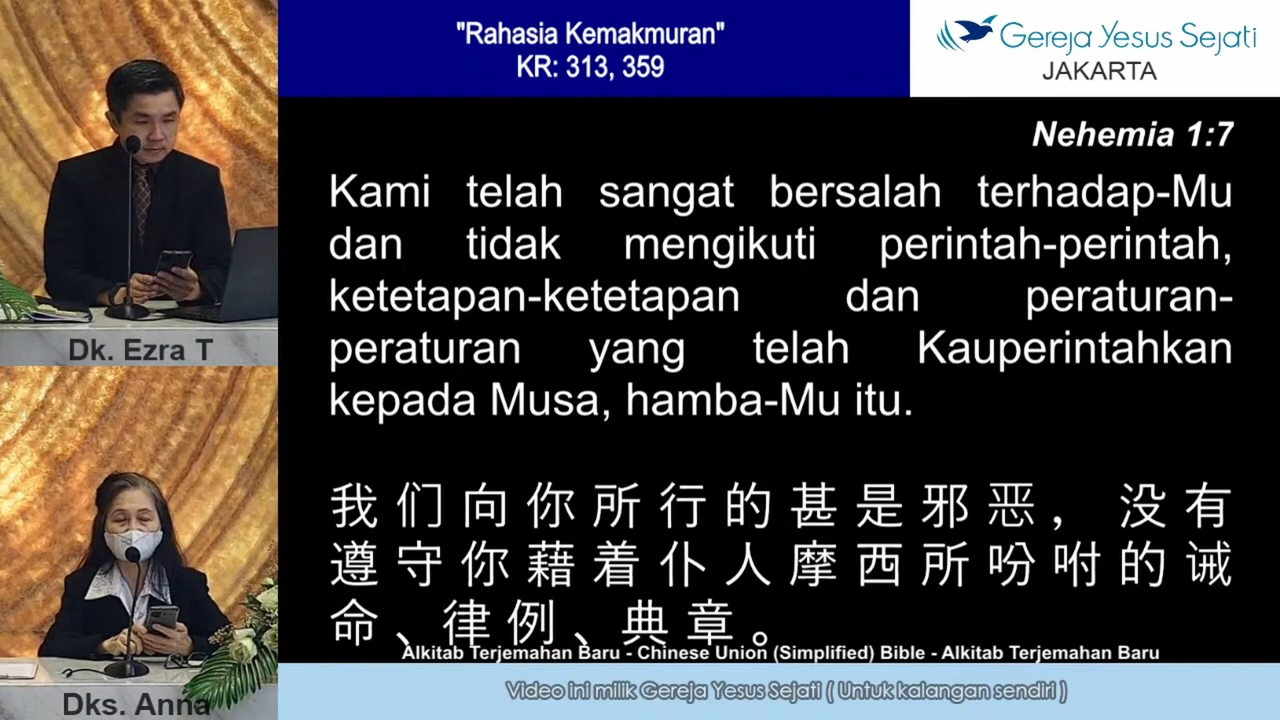 "Rahasia Kemakmuran"
KR: 313, 359
Gereja Yesus Sejati
JAKARTA
Nehemia 1:7
Kami telah sangat bersalah terhadap-Mu
dan tidak mengikuti perintah-perintah,
ketetapan-ketetapan dan peraturan-
peraturan yang telah Kauperintahkan
kepada Musa, hamba-Mu itu.
我们向你所行的甚是邪恶，没有
遵守你藉着仆人摩西所吩咐的诫
命、律例、典章。
Alkitab Terjemahan Baru - Chinese Union (Simplified) Bible - Alkitab Terjemahan Baru
Video ini milik Gereja Yesus Sejati ( Untuk kalangan sendiri )
Dk. Ezra T
Dks. Anna